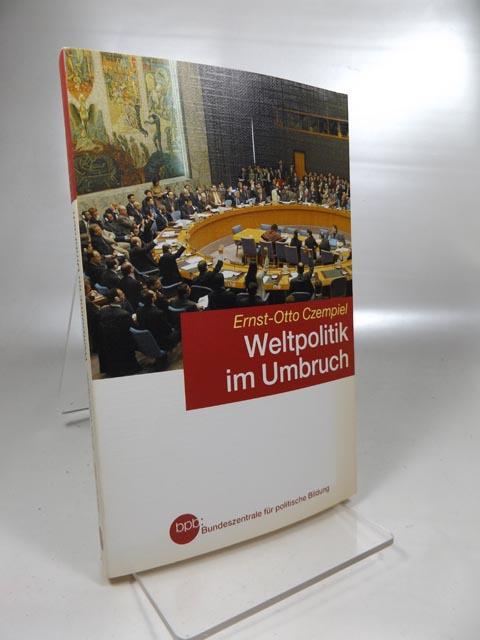 Ernst-Otto Czempiel
Weltpolitik
im Umbruch
bpb:
Bundeszentrale für politische Bildung